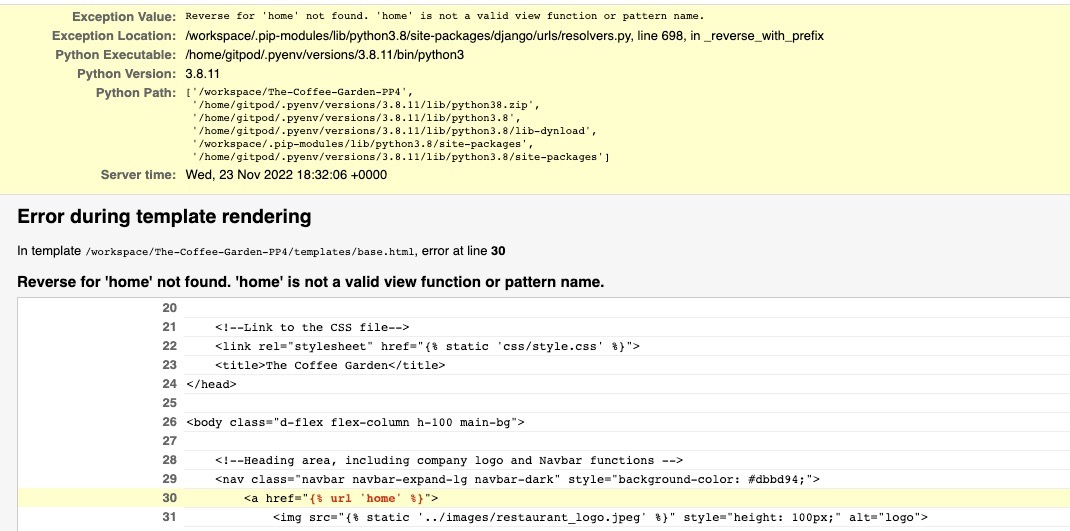 Exception Value: Reverse for 'home' not found. 'home' is not a valid view function or pattern name.
Exception Location: /workspace/.pip-modules/lib/python3.8/site-packages/django/urls/resolvers.py, line 698, in _reverse_with_prefix
Python Executable: /home/gitpod/.pyenv/versions/3.8.11/bin/python3
Python Version: 3.8.11
Python Path: ['/workspace/The-Coffee-Garden-PP4',
'/home/gitpod/.pyenv/versions/3.8.11/lib/python38.zip',
'/home/gitpod/.pyenv/versions/3.8.11/lib/python3.8',
'/home/gitpod/.pyenv/versions/3.8.11/lib/python3.8/lib-dynload',
'/workspace/.pip-modules/lib/python3.8/site-packages',
'/home/gitpod/.pyenv/versions/3.8.11/lib/python3.8/site-packages']
Server time: Wed, 23 Nov 2022 18:32:06 +0000
Error during template rendering
In template /workspace/The-Coffee-Garden-PP4/templates/base.html, error at line 30
Reverse for 'home' not found. 'home' is not a valid view function or pattern name.
20
21 <!--Link to the CSS file-->
22 <link rel="stylesheet" href="{% static 'css/style.css' %}">
23 <title>The Coffee Garden</title>
24 </head>
25
26 <body class="d-flex flex-column h-100 main-bg">
27
28 <!--Heading area, including company logo and Navbar functions -->
29 <nav class="navbar navbar-expand-lg navbar-dark" style="background-color: #dbbd94;">
30 <a href="{% url 'home' %}">
31 <img src="{% static '../images/restaurant_logo.jpeg' %}" style="height: 100px;" alt="logo">